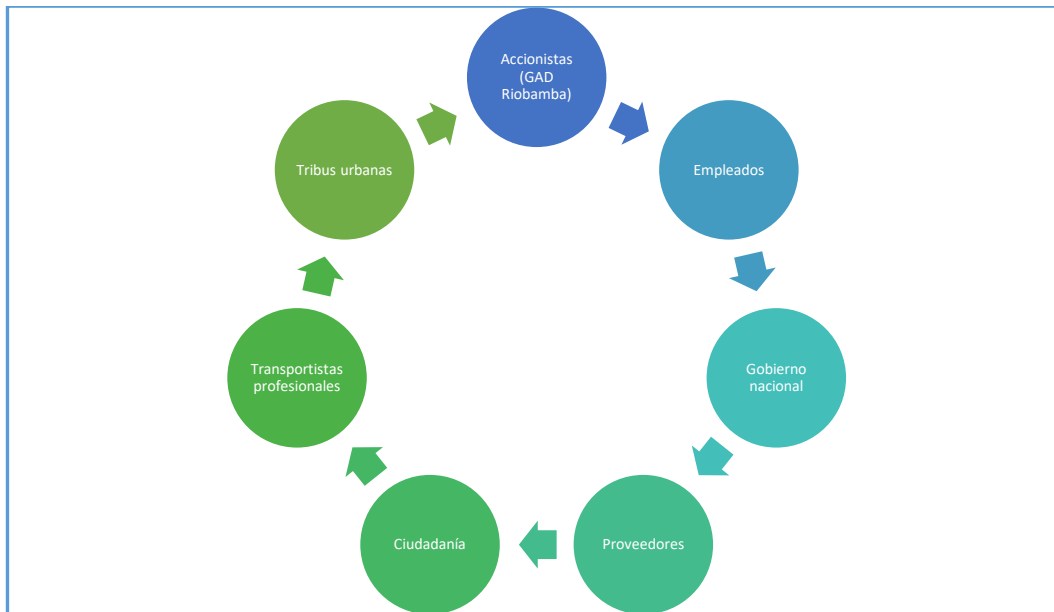 Accionistas
(GAD
Riobamba)
Empleados
Gobierno
nacional
Proveedores
Ciudadanía
Transportistas
profesionales
Tribus urbanas